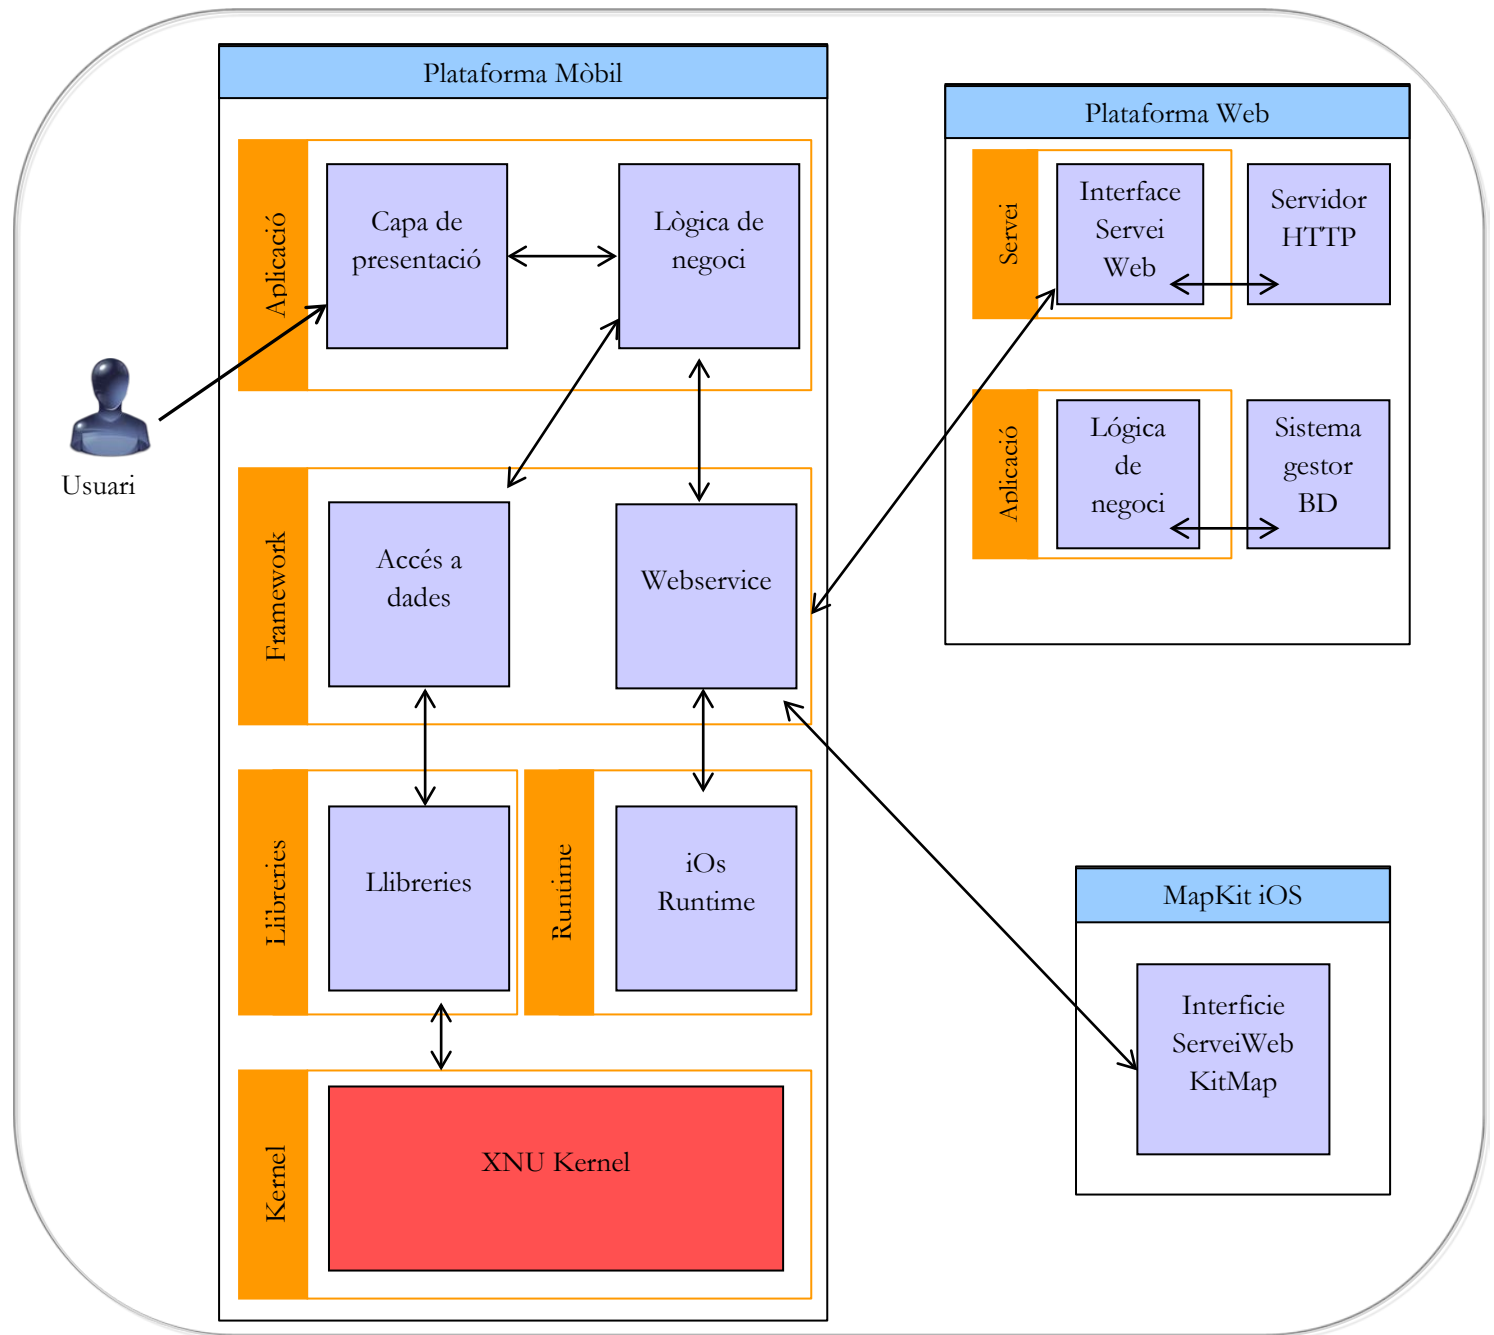 Plataforma Mòbil
Aplicació
Capa de
presentació
Lògica de
negoci
Usuari
Framework
Accés a
dades
Webservice
Llibreries
Llibreries
Runtime
iOs
Runtime
Kernel
XNU Kernel
Plataforma Web
Servei
Interface
Servei
Web
Servidor
HTTP
Aplicació
Lógica
de
negoci
Sistema
gestor
BD
MapKit iOS
Interficie
ServeiWeb
KitMap